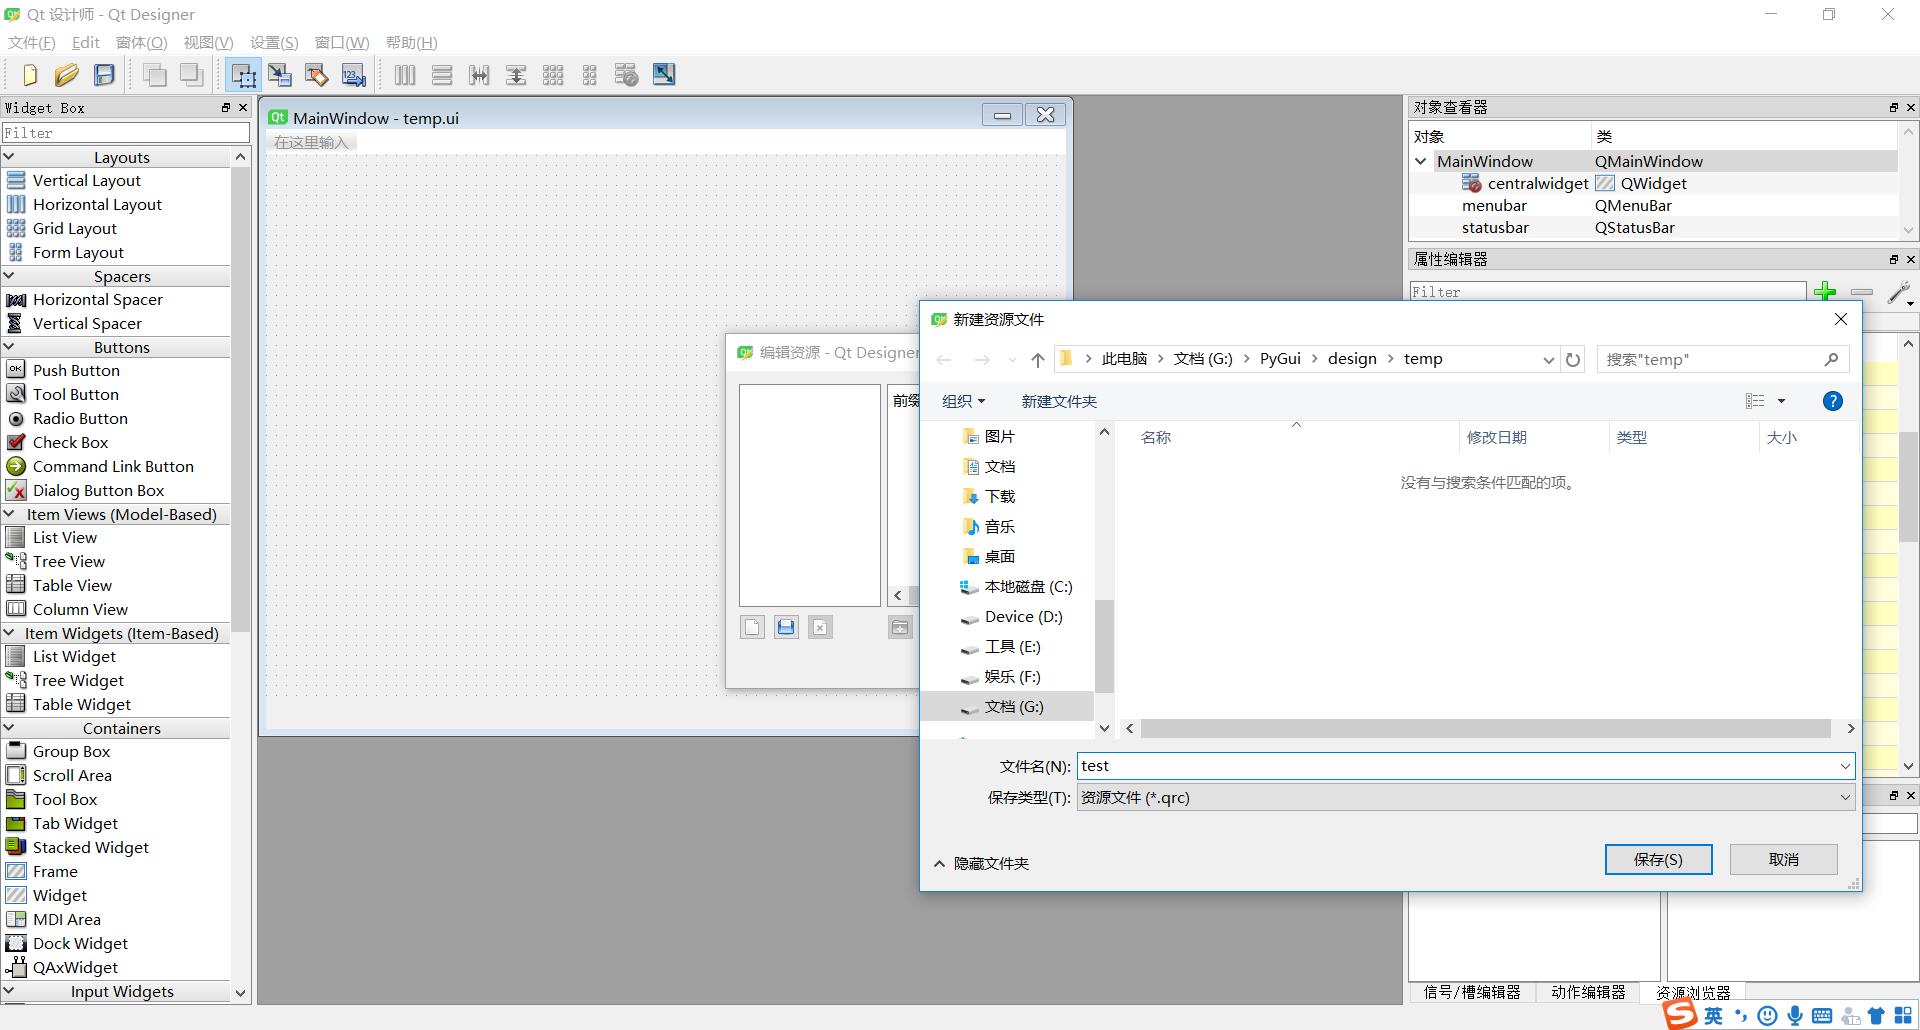 Qt 设计师 - Qt Designer
文件(F) Edit 窗体(O) 视图(V) 设置(S) 窗口(W) 帮助(H)
Widget Box
Filter
Layouts
Vertical Layout
Horizontal Layout
Grid Layout
Form Layout
Spacers
Horizontal Spacer
Vertical Spacer
Buttons
Push Button
Tool Button
Radio Button
Check Box
Command Link Button
Dialog Button Box
Item Views (Model-Based)
List View
Tree View
Table View
Column View
Item Widgets (Item-Based)
List Widget
Tree Widget
Table Widget
Containers
Group Box
Scroll Area
Tool Box
Tab Widget
Stacked Widget
Frame
Widget
MDI Area
Dock Widget
QAxWidget
Input Widgets
MainWindow - temp.ui
在这里输入
编辑资源 - Qt Designer
前缀
新建资源文件
此电脑 > 文档 (G:) > PyGui > design > temp
搜索"temp"
组织 新建文件夹
图片
文档
下载
音乐
桌面
本地磁盘 (C:)
Device (D:)
工具 (E:)
娱乐 (F:)
文档 (G:)
名称 修改日期 类型 大小
没有与搜索条件匹配的项。
文件名(N): test
保存类型(T): 资源文件 (*.qrc)
隐藏文件夹
保存(S) 取消
对象查看器
对象 类
MainWindow QMainWindow
centralwidget QWidget
menubar QMenuBar
statusbar QStatusBar
属性编辑器
Filter
信号/槽编辑器 动作编辑器 资源浏览器
英